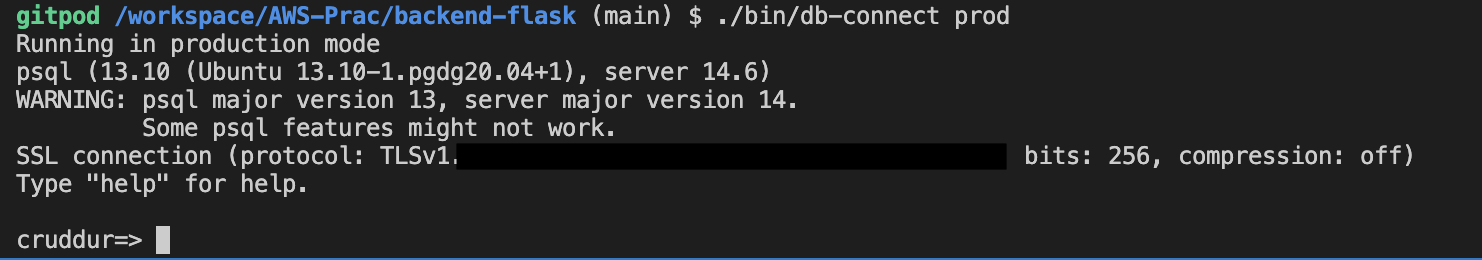 gitpod /workspace/AWS-Prac/backend-flask (main) $ ./bin/db-connect prod
Running in production mode
psql (13.10 (Ubuntu 13.10-1.pgdg20.04+1), server 14.6)
WARNING: psql major version 13, server major version 14.
         Some psql features might not work.
SSL connection (protocol: TLSv1. bits: 256, compression: off)
Type "help" for help.
cruddur=>